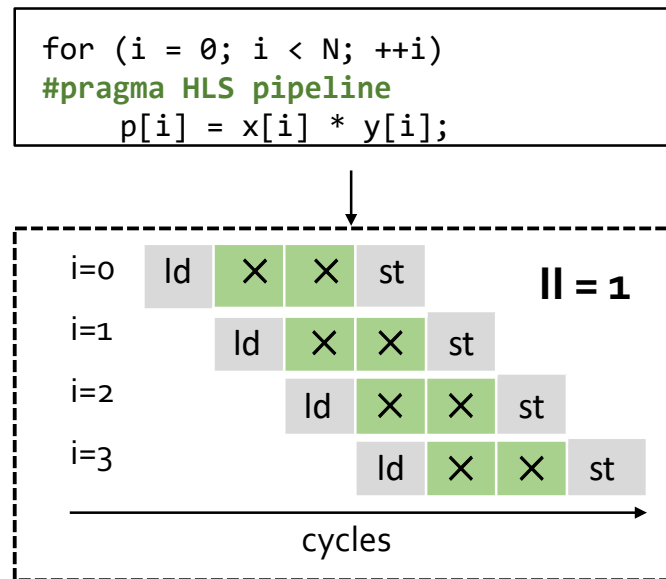 for (i = 0; i < N; ++i)
#pragma HLS pipeline
p[i] = x[i] * y[i];
i=0 ld × × st II = 1
i=1 ld × × st
i=2 ld × × st
i=3 ld × × st
cycles